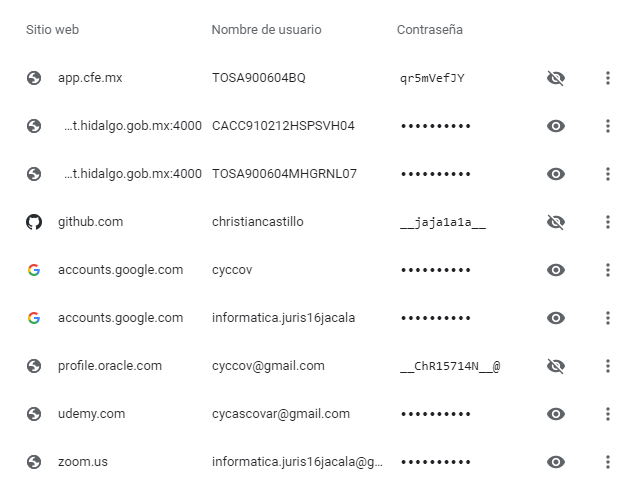 Sitio web Nombre de usuario Contraseña
app.cfe.mx TOSA900604BQ qr5mVefJY
...t.hidalgo.gob.mx:4000 CACC910212HSPSVH04 ••••••••••
...t.hidalgo.gob.mx:4000 TOSA900604MHGRNL07 ••••••••••
github.com christiancastillo __jaja1a1a__
accounts.google.com cyccov ••••••••••
accounts.google.com informatica.juris16jacala ••••••••••
profile.oracle.com cyccov@gmail.com __ChR15714N__@
udemy.com cycascovar@gmail.com ••••••••••
zoom.us informatica.juris16jacala@g... ••••••••••